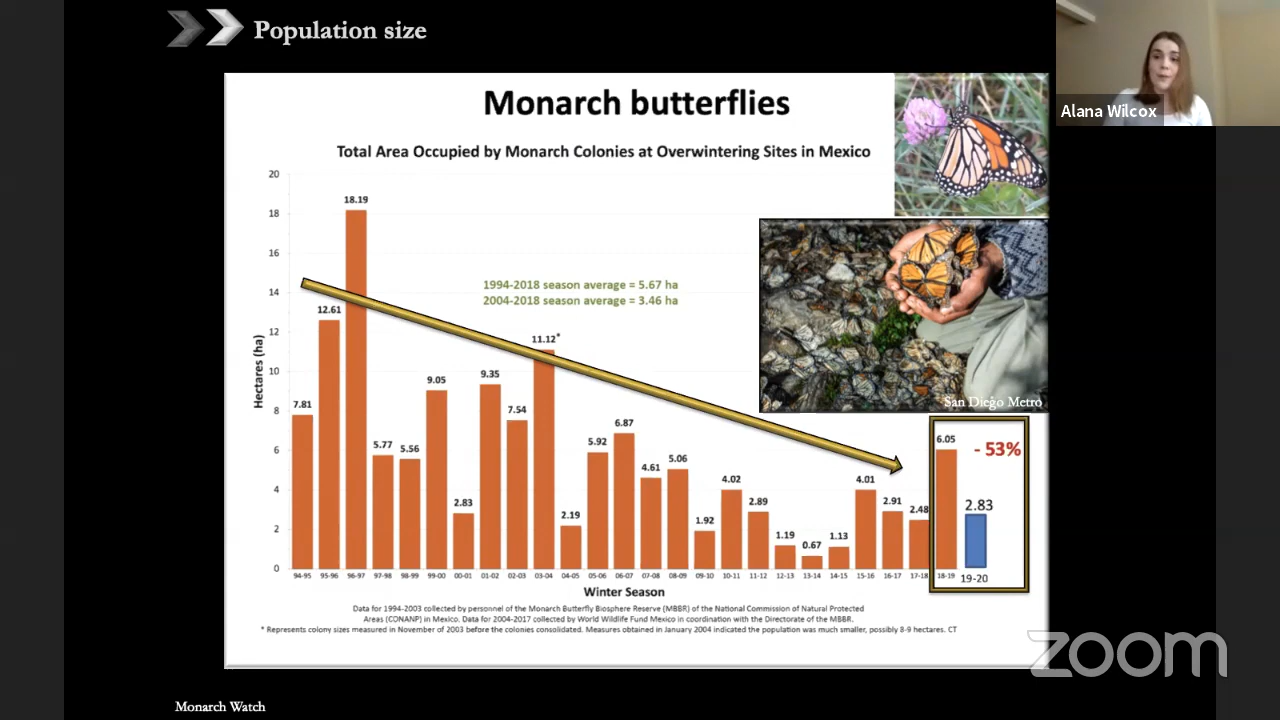 Population size
Alana Wilcox
Monarch butterflies
Total Area Occupied by Monarch Colonies at Overwintering Sites in Mexico
20
18
16
14
12
10
8
6
4
2
0
Hectares (ha)
1994-2018 season average = 5.67 ha
2004-2018 season average = 3.46 ha
7.81
12.61
18.19
5.77
5.56
9.05
2.83
9.35
7.54
11.12*
2.19
5.92
6.87
4.61
5.06
1.92
4.02
2.89
1.19
0.67
1.13
4.01
2.91
2.48
6.05
2.83
- 53%
San Diego Metro
94-95 95-96 96-97 97-98 98-99 99-00 00-01 01-02 02-03 03-04 04-05 05-06 06-07 07-08 08-09 09-10 10-11 11-12 12-13 13-14 14-15 15-16 16-17 17-18 18-19 19-20
Winter Season
Data for 1994-2003 collected by personnel of the Monarch Butterfly Biosphere Reserve (MBBR) of the National Commission of Natural Protected
Areas (CONANP) in Mexico. Data for 2004-2017 collected by World Wildlife Fund Mexico in coordination with the Directorate of the MBBR.
* Represents colony sizes measured in November of 2003 before the colonies consolidated. Measures obtained in January 2004 indicated the population was much smaller, possibly 8-9 hectares. CT
zoom
Monarch Watch